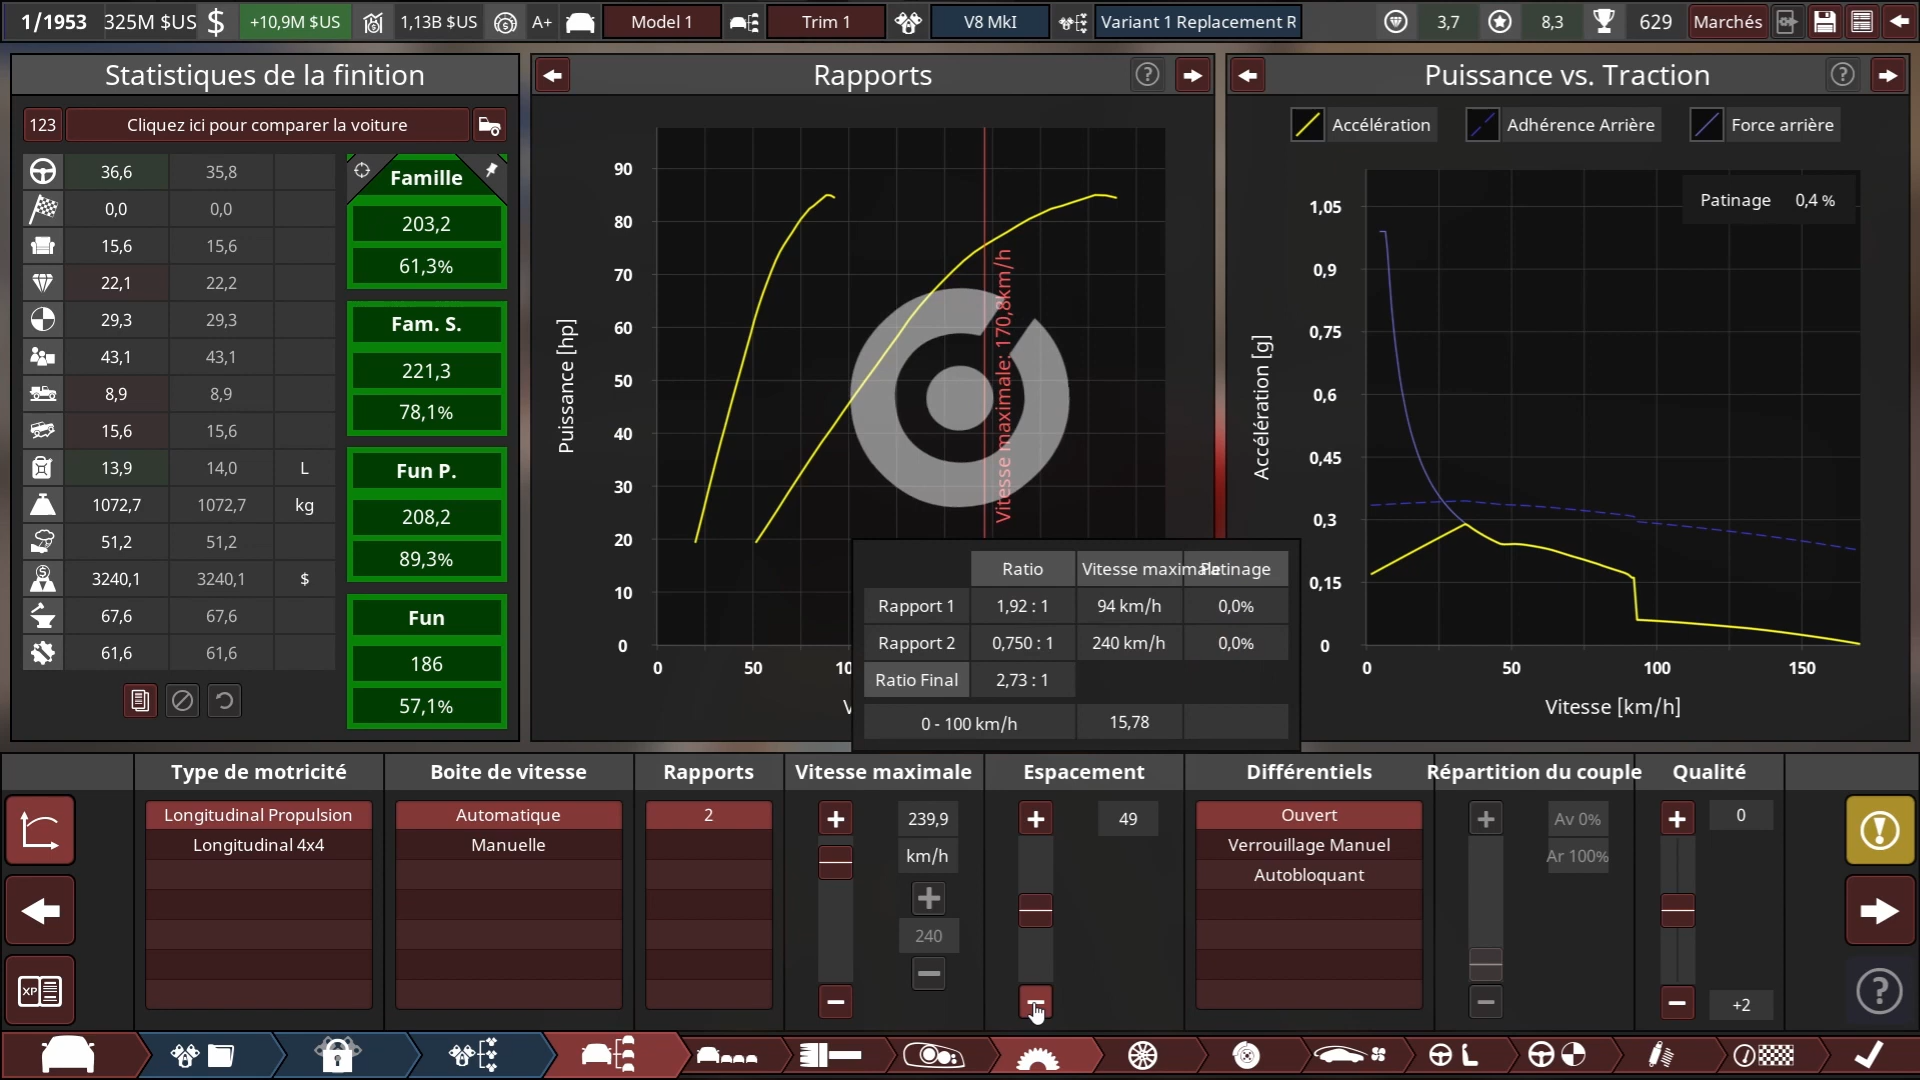 1/1953
325M $US
+10,9M $US
1,13B $US
A+
Model 1
Trim 1
V8 MkI
Variant 1 Replacement R
3,7
8,3
629
Marchés
Statistiques de la finition
123
Cliquez ici pour comparer la voiture
36,6 35,8
0,0 0,0
15,6 15,6
22,1 22,2
29,3 29,3
43,1 43,1
8,9 8,9
15,6 15,6
13,9 14,0 L
1072,7 1072,7 kg
51,2 51,2
3240,1 3240,1 $
67,6 67,6
61,6 61,6
Famille
203,2
61,3%
Fam. S.
221,3
78,1%
Fun P.
208,2
89,3%
Fun
186
57,1%
Rapports
?
Puissance [hp]
90
80
70
60
50
40
30
20
10
0
0 50 10
V
Vitesse maximale: 170,8km/h
Ratio Vitesse maximale Patinage
Rapport 1 1,92 : 1 94 km/h 0,0%
Rapport 2 0,750 : 1 240 km/h 0,0%
Ratio Final 2,73 : 1
0 - 100 km/h 15,78
Puissance vs. Traction
?
Accélération
Adhérence Arrière
Force arrière
Patinage 0,4 %
Accélération [g]
1,05
0,9
0,75
0,6
0,45
0,3
0,15
0
0 50 100 150
Vitesse [km/h]
Type de motricité
Longitudinal Propulsion
Longitudinal 4x4
Boite de vitesse
Automatique
Manuelle
Rapports
2
Vitesse maximale
239,9
km/h
240
Espacement
49
Différentiels
Ouvert
Verrouillage Manuel
Autobloquant
Répartition du couple
Av 0%
Ar 100%
Qualité
0
+2
XP
?